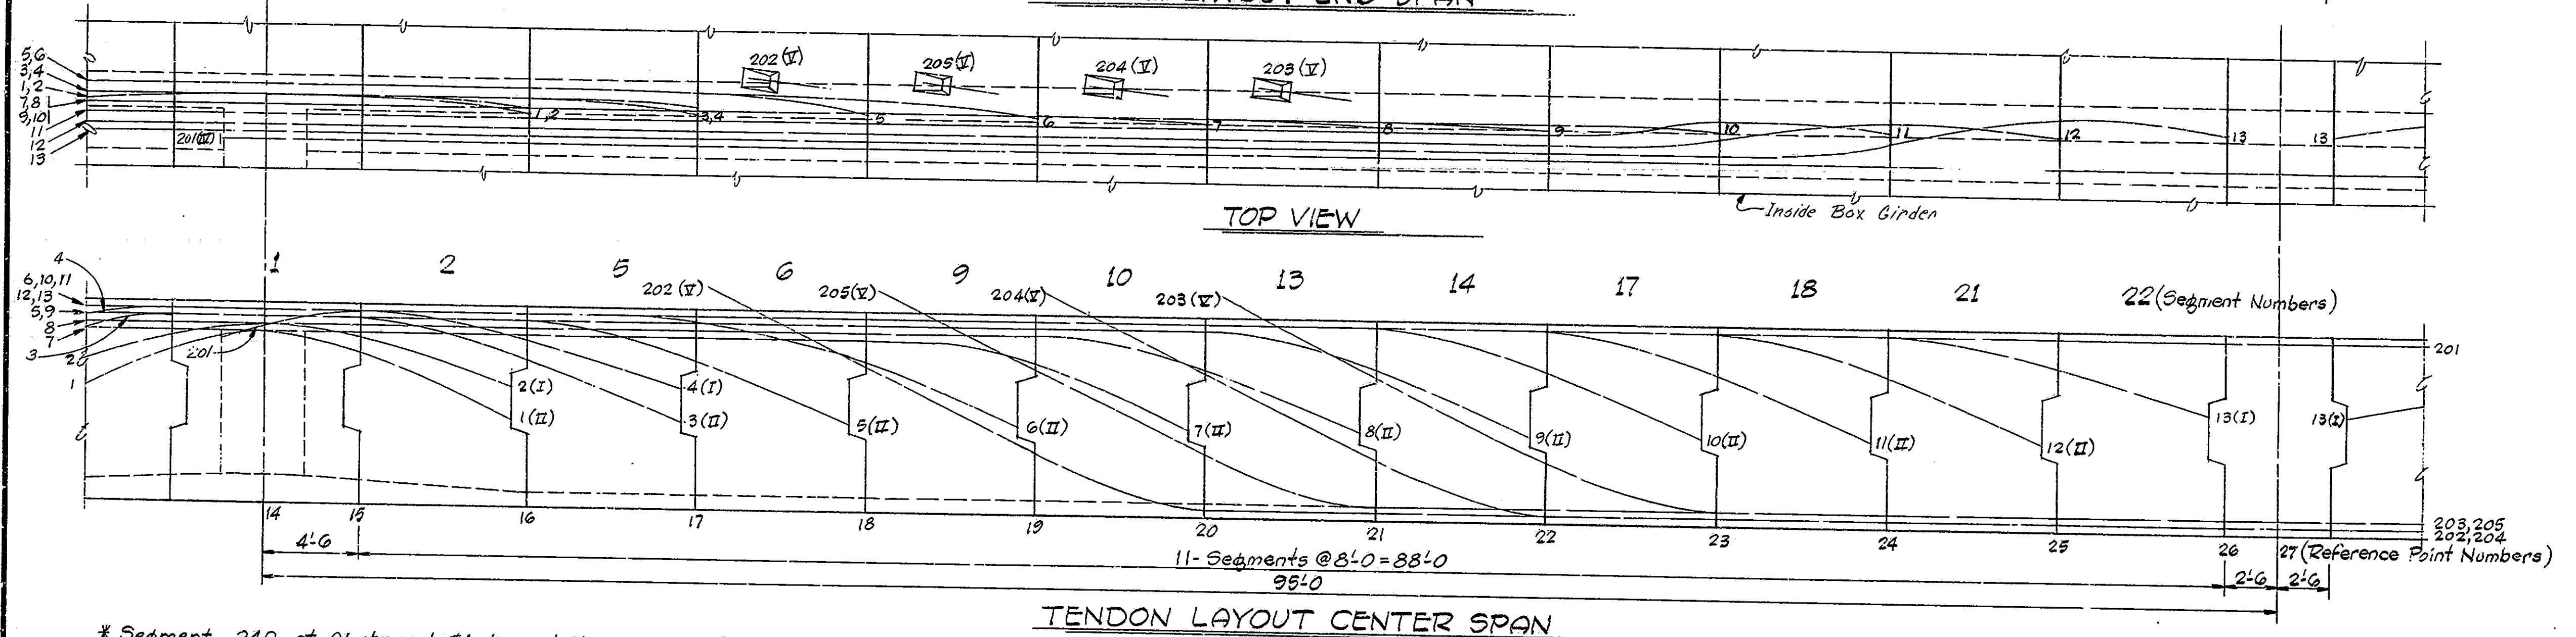 202 (V)
205 (V)
204 (V)
203 (V)
5,6
3,4
1,2
7,8
9,10
11
12
13
201(IV)
1,2
3,4
5
6
7
8
9
10
11
12
13
13
TOP VIEW
Inside Box Girder
4
6,10,11
12,13
5,9
8
7
3
2
1
201
1
2
5
6
9
10
13
14
17
18
21
22 (Segment Numbers)
202 (V)
205 (V)
204 (V)
203 (V)
201
2(I)
1(II)
4(I)
3(II)
5(II)
6(II)
7(II)
8(II)
9(II)
10(II)
11(II)
12(II)
13(I)
13(I)
203,205
202,204
14
15
16
17
18
19
20
21
22
23
24
25
26
27 (Reference Point Numbers)
4'-6
11- Segments @ 8'-0 = 88'-0
2'-6
2'-6
95'-0
TENDON LAYOUT CENTER SPAN